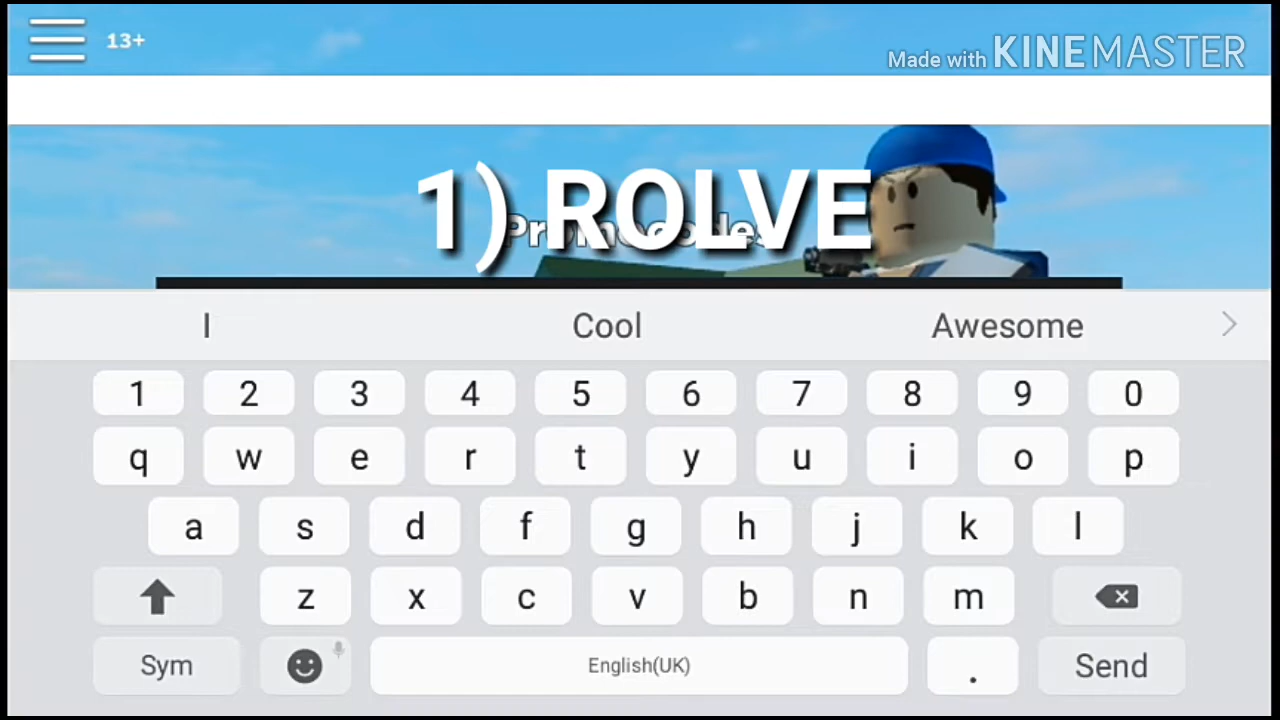 13+
Made with KINEMASTER
1) ROLVE
Promocodes
I Cool Awesome
1 2 3 4 5 6 7 8 9 0
q w e r t y u i o p
a s d f g h j k l
z x c v b n m
Sym English(UK) . Send